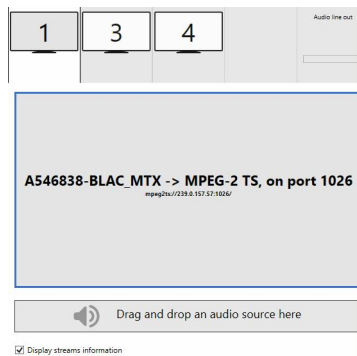 1
3
4
Audio line out
A546838-BLAC_MTX -> MPEG-2 TS, on port 1026
mpeg2ts://239.0.157.57:1026/
Drag and drop an audio source here
Display streams information